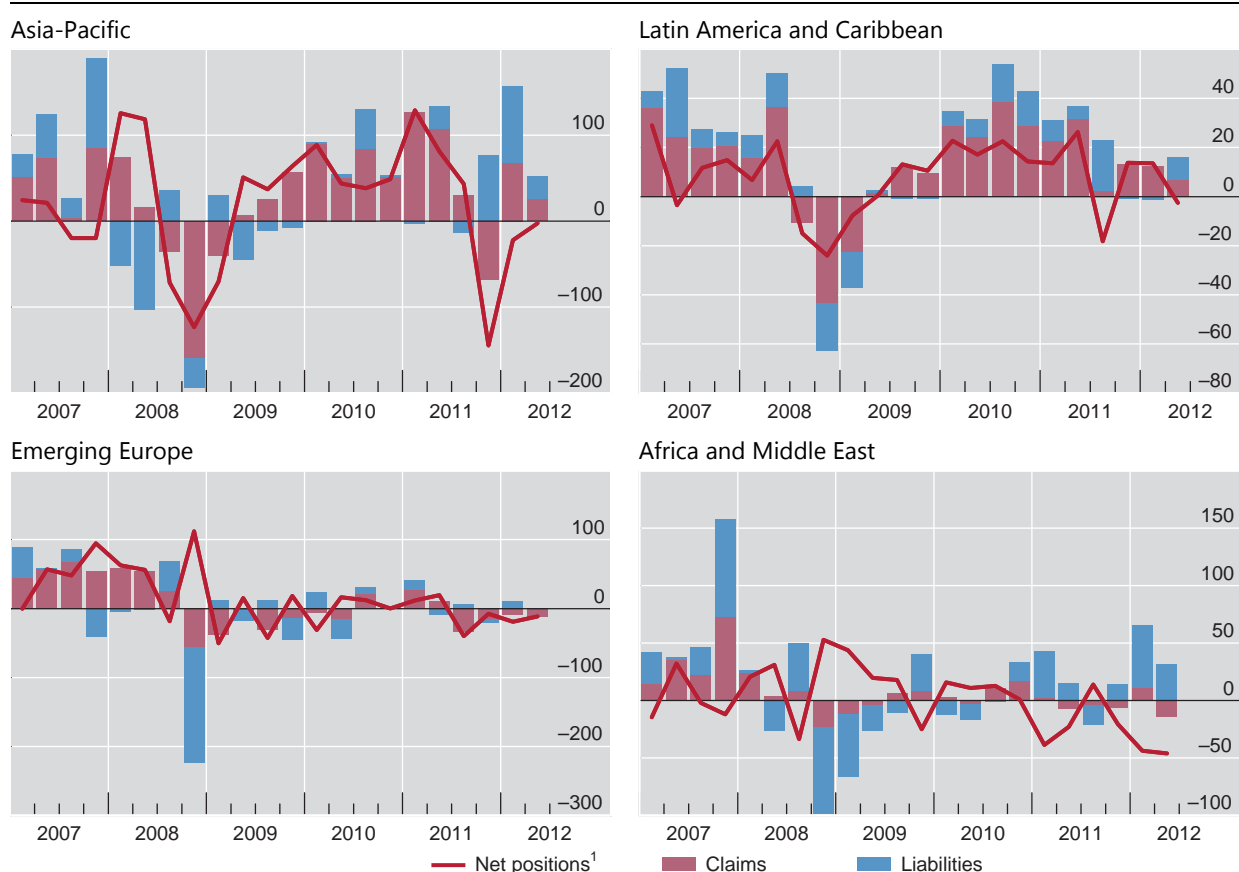 Asia-Pacific
100
0
–100
–200
2007 2008 2009 2010 2011 2012
Latin America and Caribbean
40
20
0
–20
–40
–60
–80
2007 2008 2009 2010 2011 2012
Emerging Europe
100
0
–100
–200
–300
2007 2008 2009 2010 2011 2012
Africa and Middle East
150
100
50
0
–50
–100
2007 2008 2009 2010 2011 2012
Net positions¹ Claims Liabilities